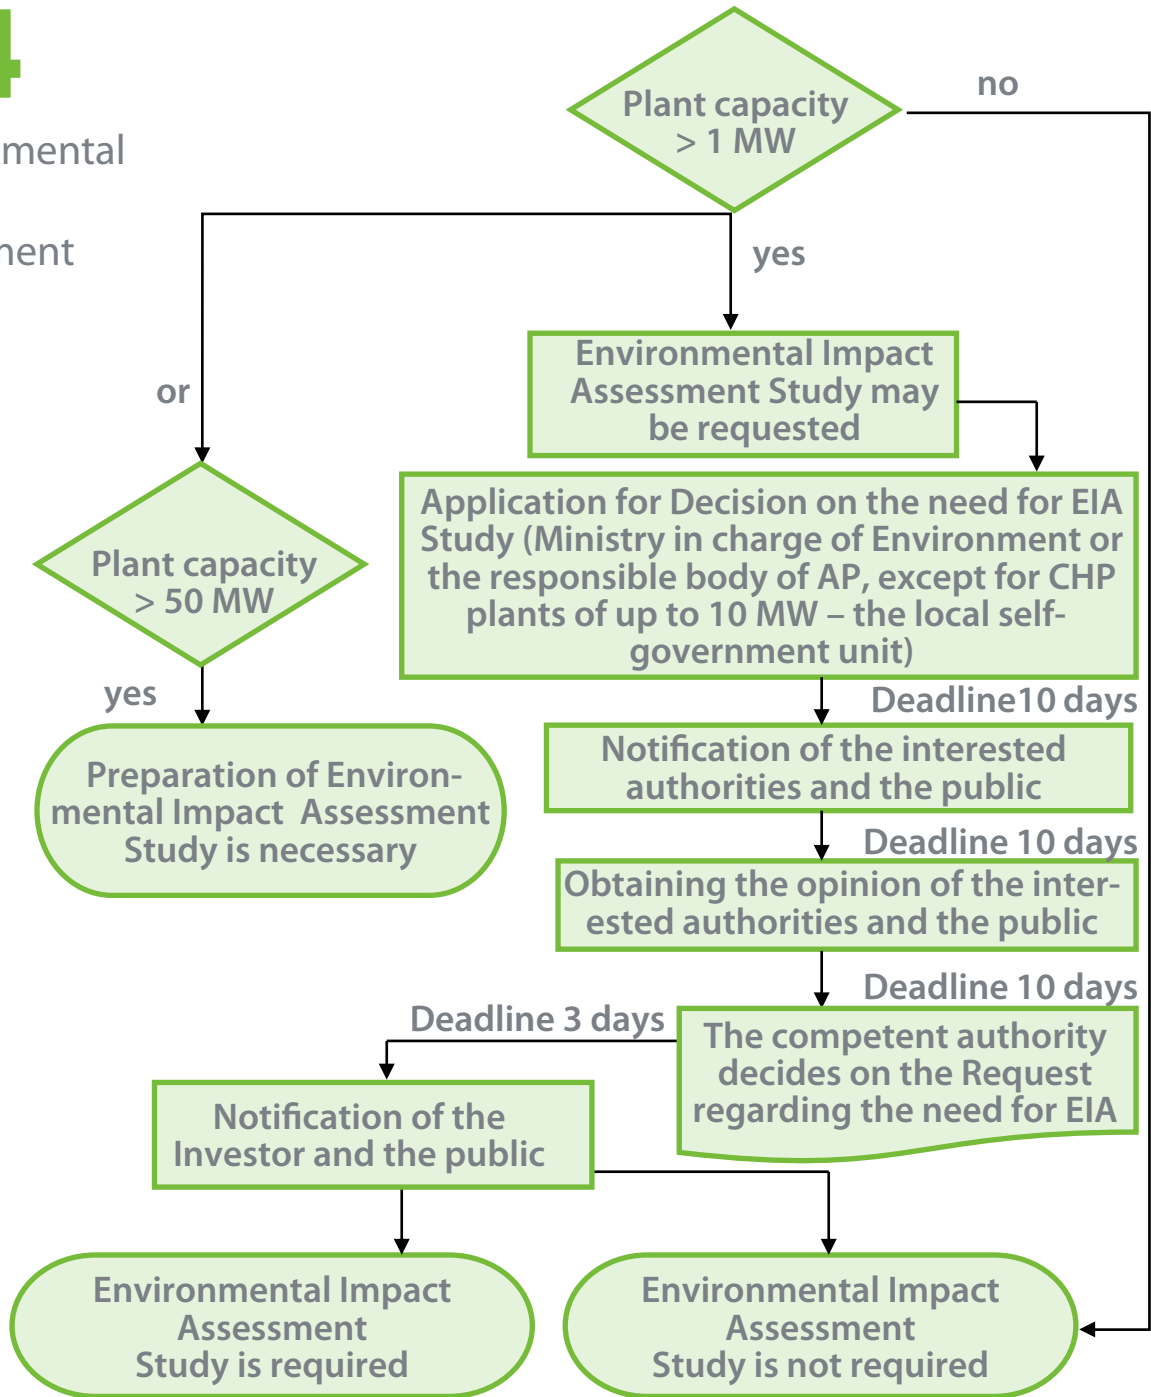 4
mental
ment
Plant capacity
> 1 MW
no
yes
or
Environmental Impact
Assessment Study may
be requested
Plant capacity
> 50 MW
yes
Application for Decision on the need for EIA
Study (Ministry in charge of Environment or
the responsible body of AP, except for CHP
plants of up to 10 MW – the local self-
government unit)
Deadline10 days
Preparation of Environ-
mental Impact  Assessment
Study is necessary
Notification of the interested
authorities and the public
Deadline 10 days
Obtaining the opinion of the inter-
ested authorities and the public
Deadline 10 days
Deadline 3 days
The competent authority
decides on the Request
regarding the need for EIA
Notification of the
Investor and the public
Environmental Impact
Assessment
Study is required
Environmental Impact
Assessment
Study is not required